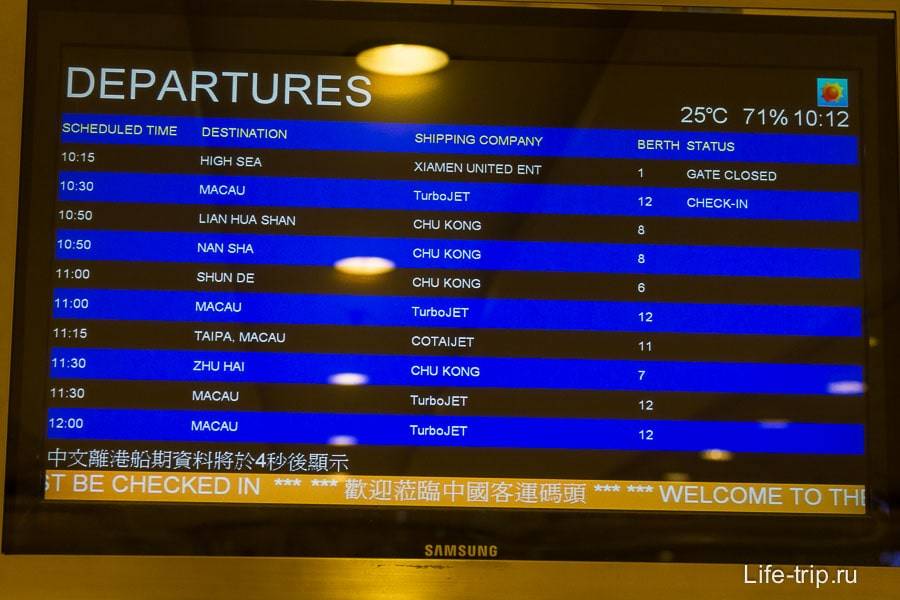 DEPARTURES
25°C 71% 10:12
SCHEDULED TIME DESTINATION SHIPPING COMPANY BERTH STATUS
10:15 HIGH SEA XIAMEN UNITED ENT 1 GATE CLOSED
10:30 MACAU TurboJET 12 CHECK-IN
10:50 LIAN HUA SHAN CHU KONG 8
10:50 NAN SHA CHU KONG 8
11:00 SHUN DE CHU KONG 6
11:00 MACAU TurboJET 12
11:15 TAIPA, MACAU COTAIJET 11
11:30 ZHU HAI CHU KONG 7
11:30 MACAU TurboJET 12
12:00 MACAU TurboJET 12
中文離港船期資料將於4秒後顯示
ST BE CHECKED IN *** *** 歡迎蒞臨中國客運碼頭 *** *** WELCOME TO THE
SAMSUNG
Life-trip.ru